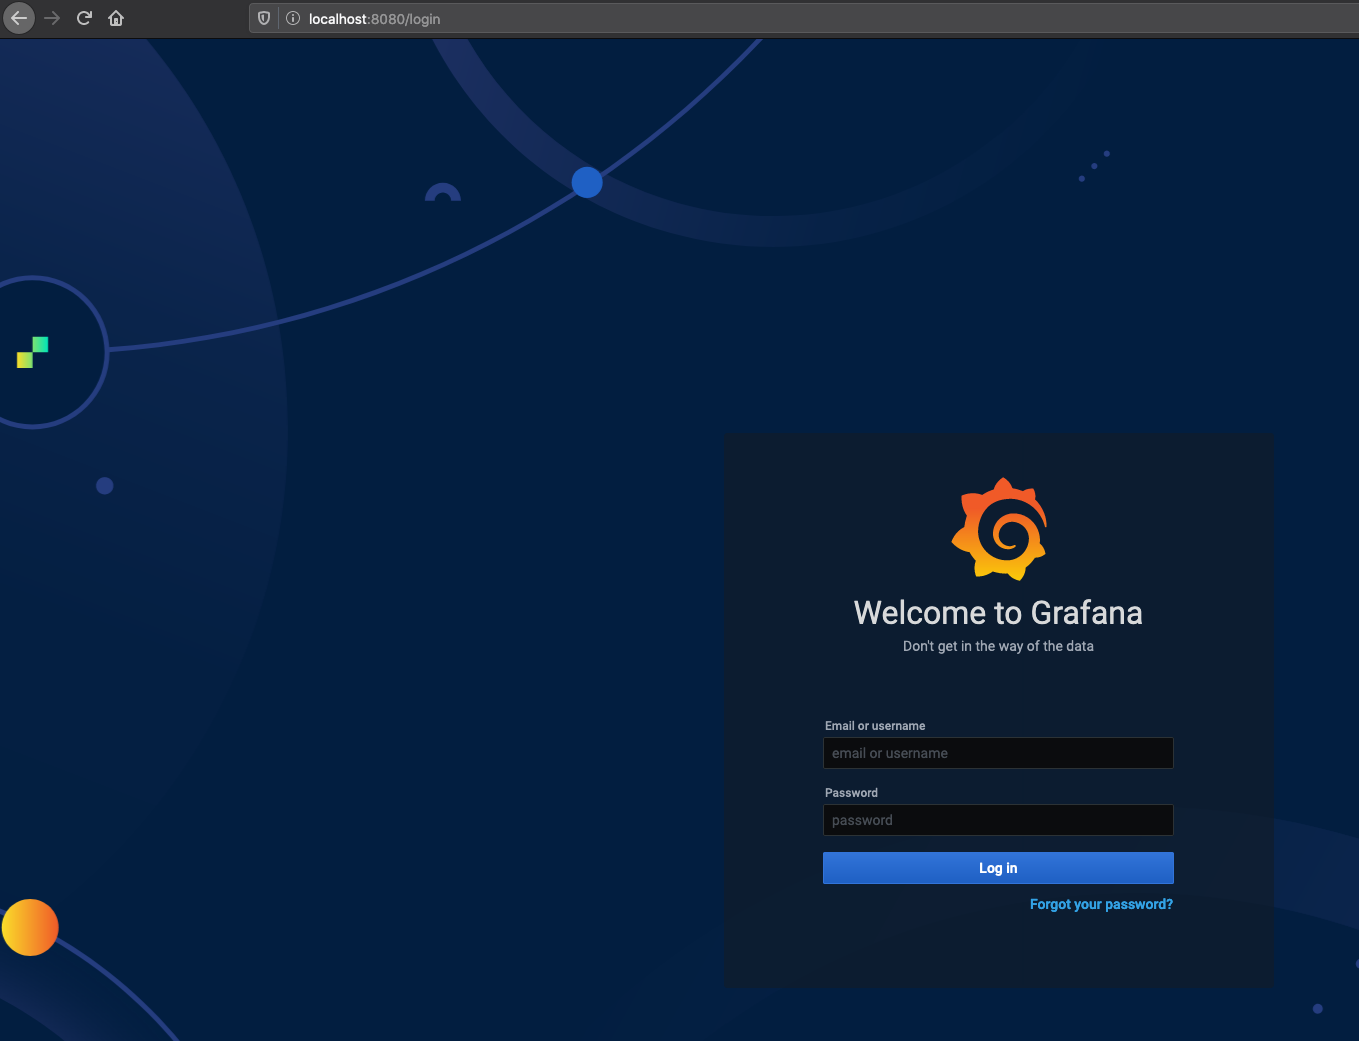 localhost:8080/login
Welcome to Grafana
Don't get in the way of the data
Email or username
email or username
Password
password
Log in
Forgot your password?